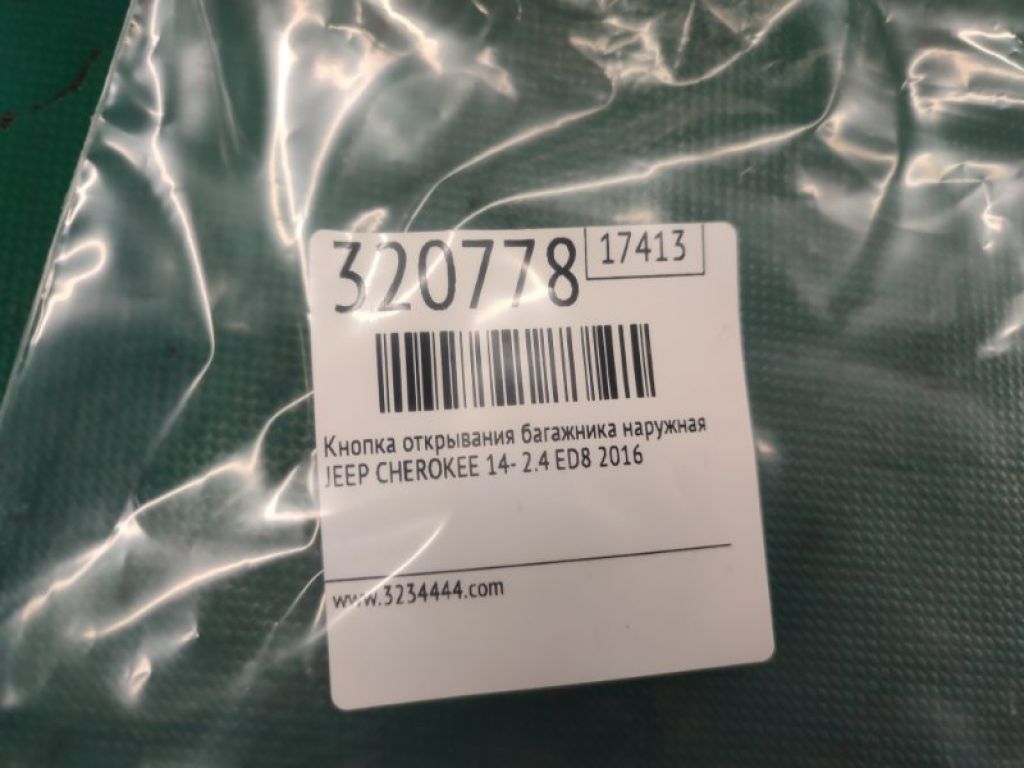 320778
17413
Кнопка открывания багажника наружная
JEEP CHEROKEE 14- 2.4 ED8 2016
www.3234444.com